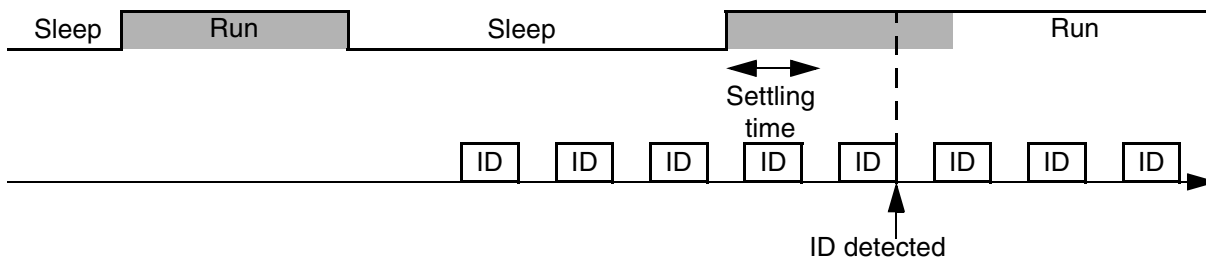 Sleep Run Sleep Run
Settling
time
ID ID ID ID ID ID ID ID
ID detected